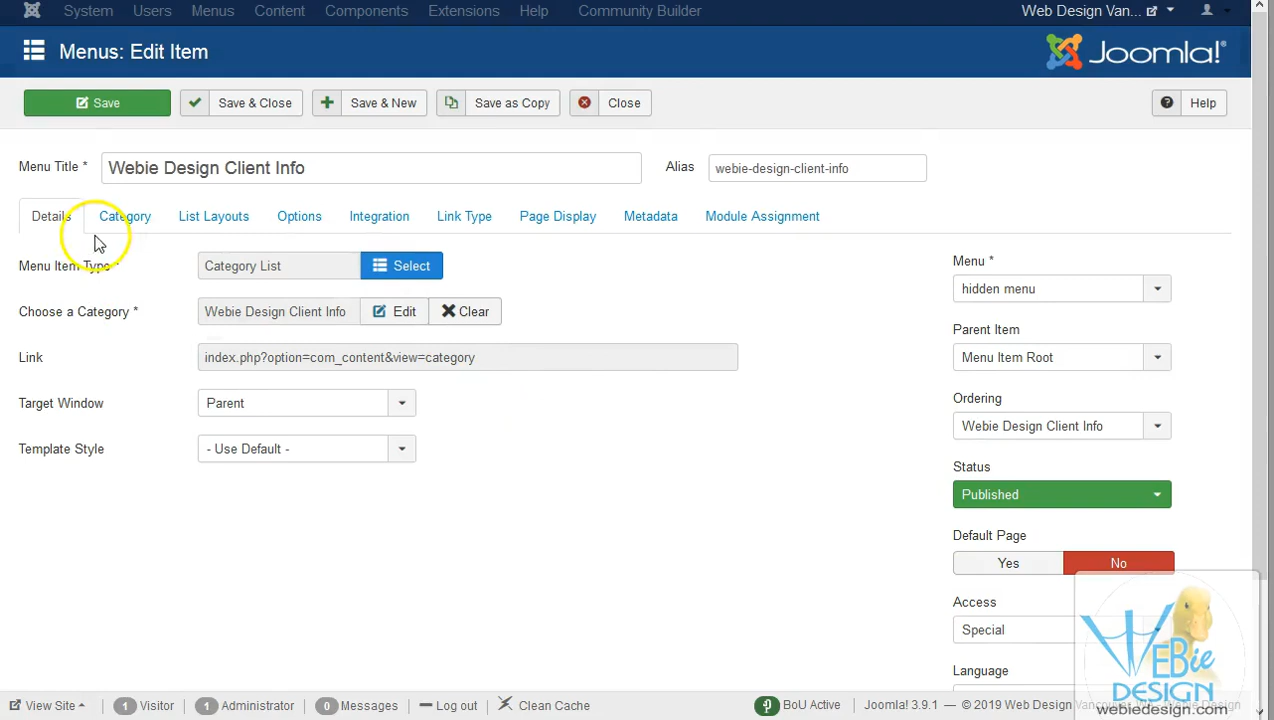 System Users Menus Content Components Extensions Help Community Builder Web Design Van...
Menus: Edit Item
Joomla!®
Save Save & Close Save & New Save as Copy Close Help
Menu Title * Webie Design Client Info Alias webie-design-client-info
Details Category List Layouts Options Integration Link Type Page Display Metadata Module Assignment
Menu Item Type * Category List Select
Choose a Category * Webie Design Client Info Edit Clear
Link index.php?option=com_content&view=category
Target Window Parent
Template Style - Use Default -
Menu *
hidden menu
Parent Item
Menu Item Root
Ordering
Webie Design Client Info
Status
Published
Default Page
Yes No
Access
Special
Language
WEBie
DESIGN
webiedesign.com
View Site 1 Visitor 1 Administrator 0 Messages Log out Clean Cache BoU Active Joomla! 3.9.1 — © 2019 Web Design Vancouver